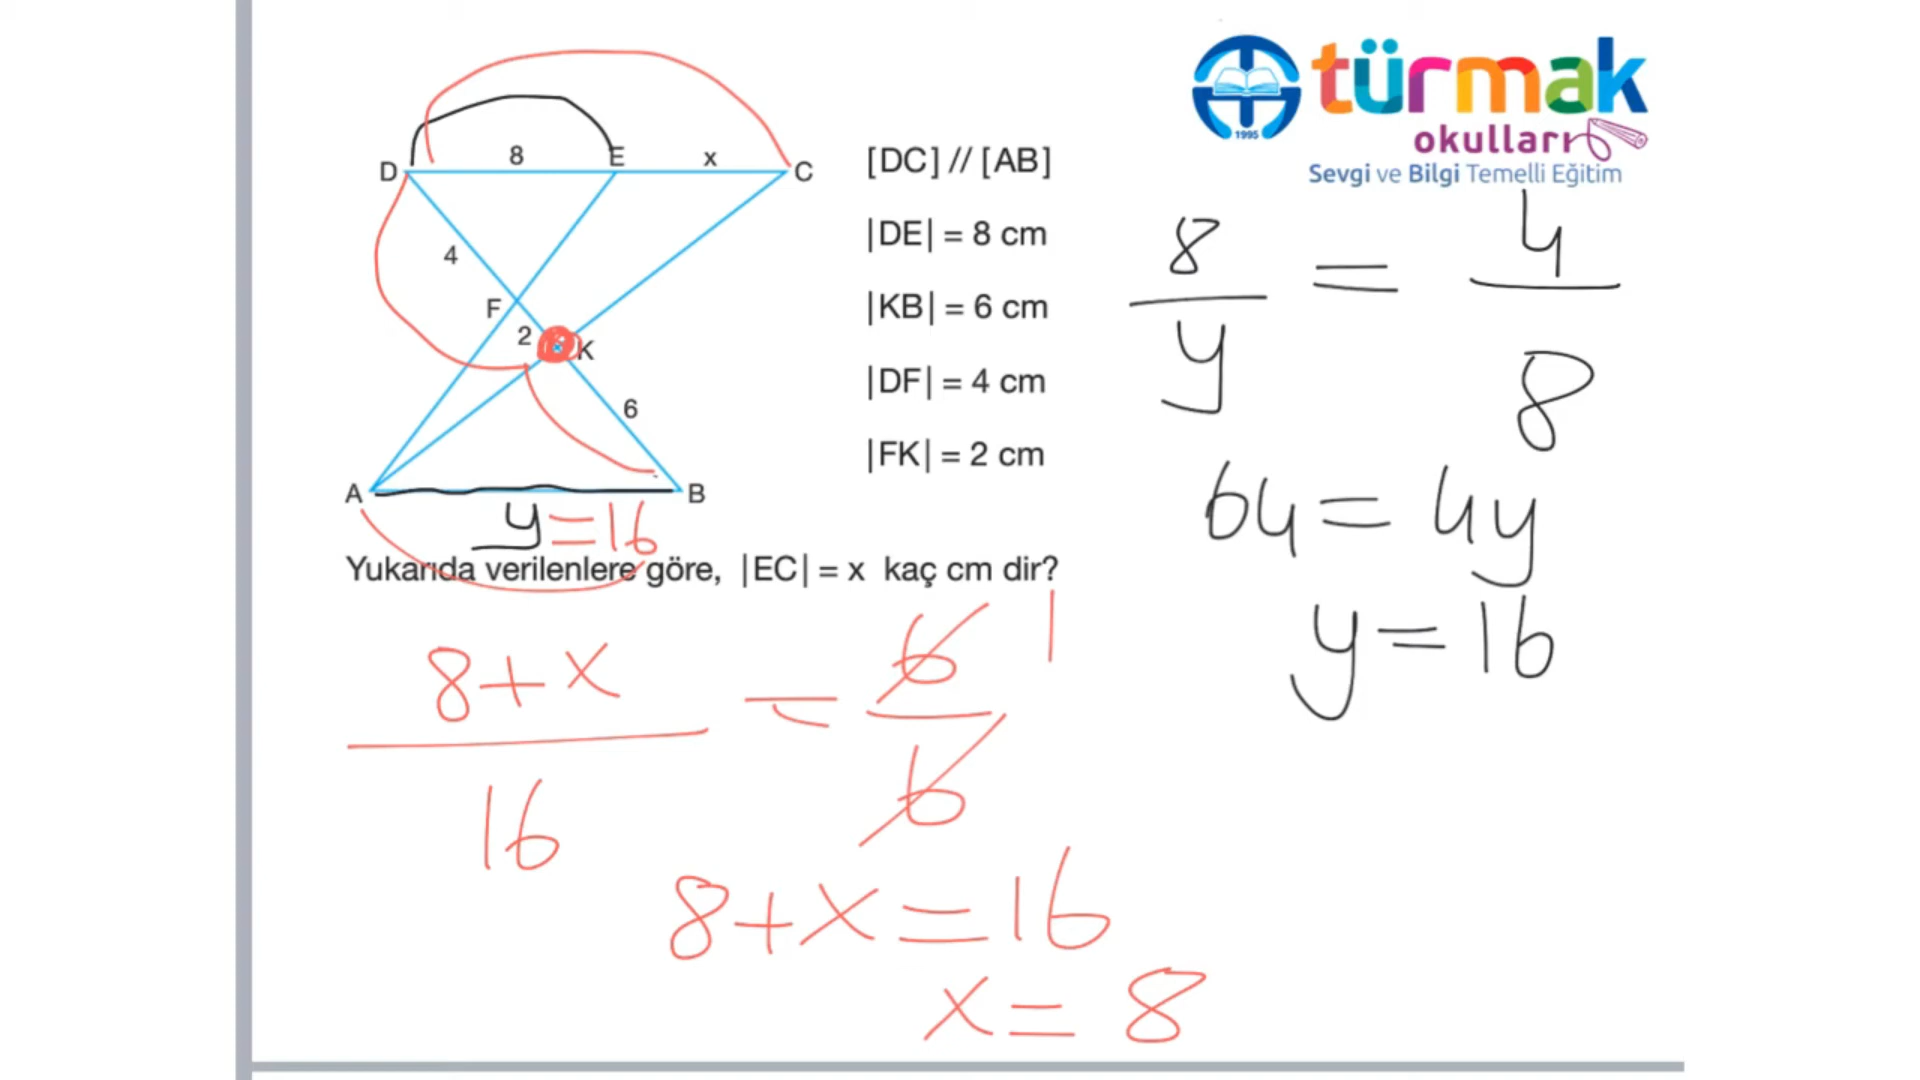 türmak
okulları
1995
Sevgi ve Bilgi Temelli Eğitim
D 8 E x C
4
F
2 K
6
A B
y = 16
[DC] // [AB]
|DE| = 8 cm
|KB| = 6 cm
|DF| = 4 cm
|FK| = 2 cm
Yukarıda verilenlere göre, |EC| = x kaç cm dir?
8/y = 4/8
64 = 4y
y = 16
8+x/16 = 6/6 1
8+x=16
x=8